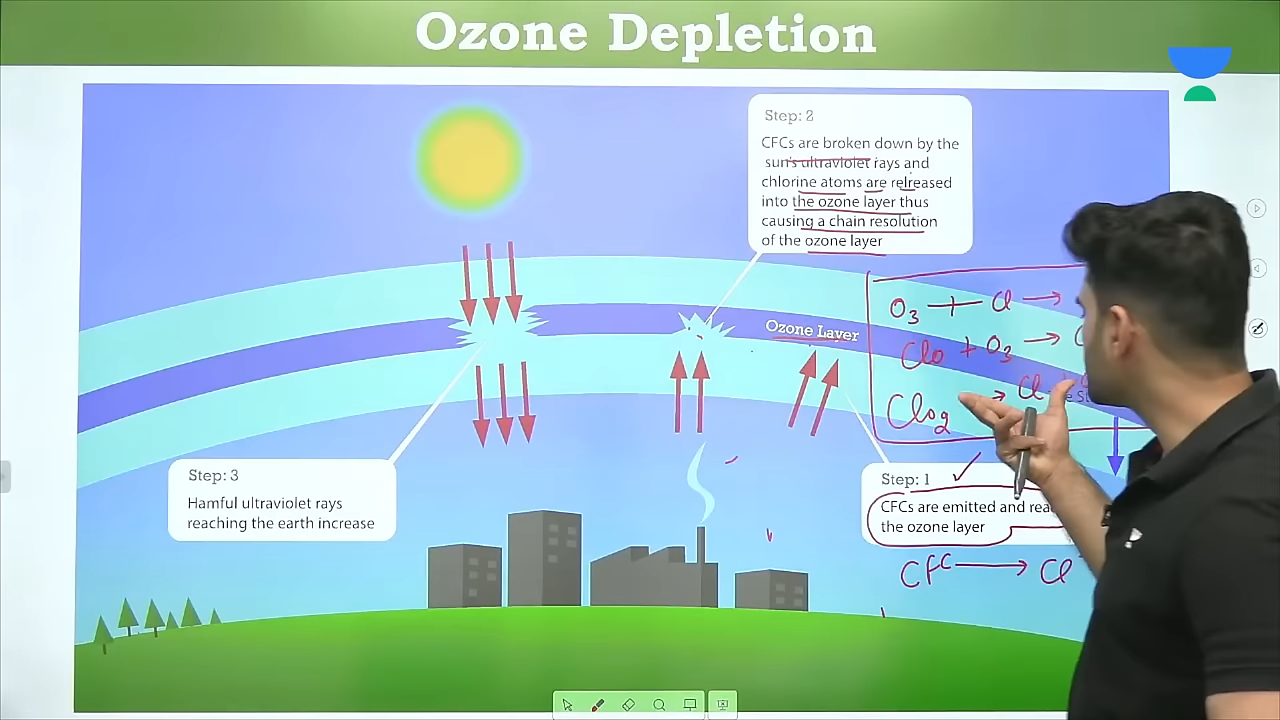 Ozone Depletion
Step: 2
CFCs are broken down by the
sun's ultraviolet rays and
chlorine atoms are relreased
into the ozone layer thus
causing a chain resolution
of the ozone layer
Ozone Layer
O3 + Cl →
Clo + O3 →
Clo2 → Cl +
Step: 1
CFCs are emitted and rea
the ozone layer
CFC → Cl
Step: 3
Hamful ultraviolet rays
reaching the earth increase